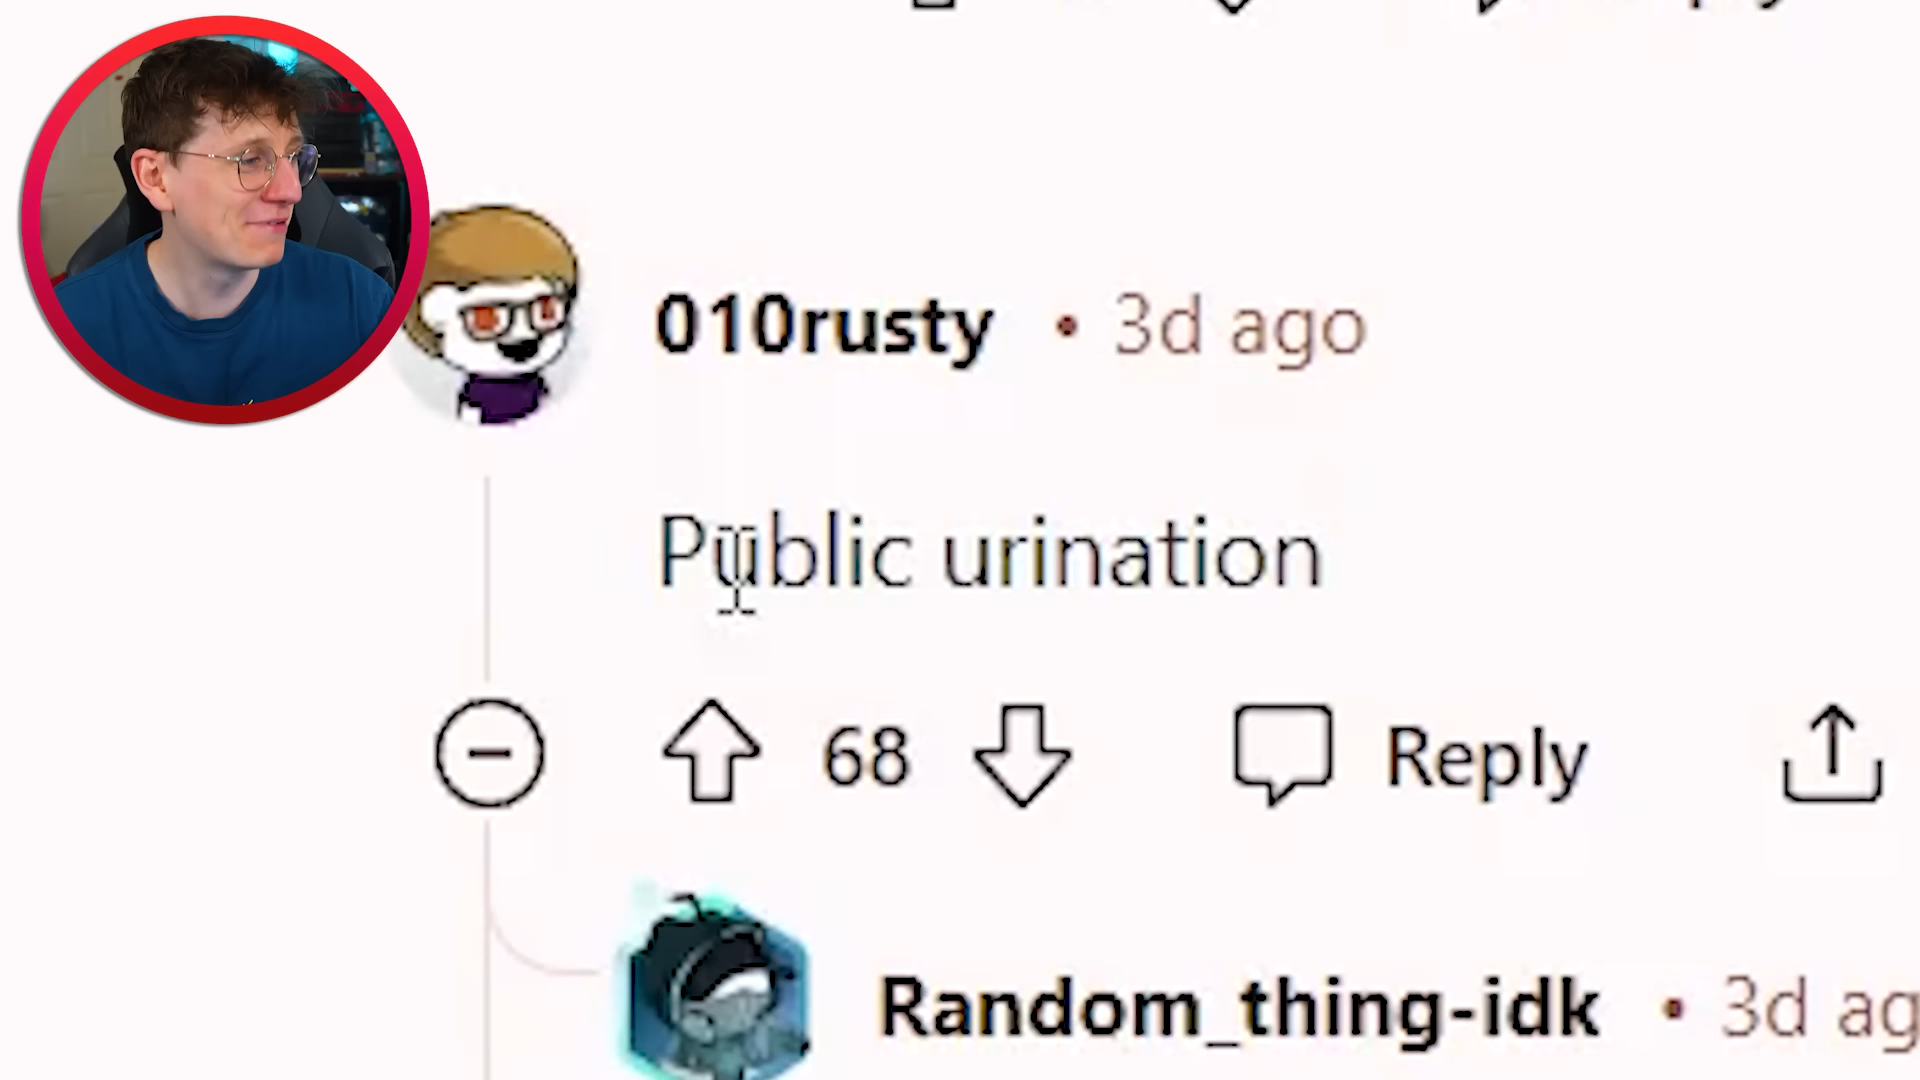 010rusty • 3d ago
Public urination
68 Reply
Random_thing-idk • 3d ag